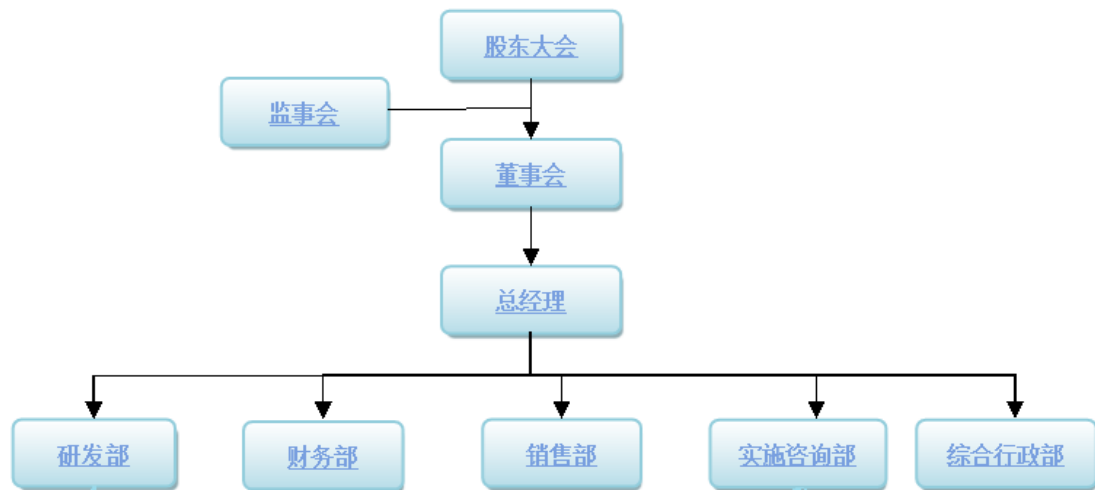 股东大会
监事会
董事会
总经理
研发部
财务部
销售部
实施咨询部
综合行政部